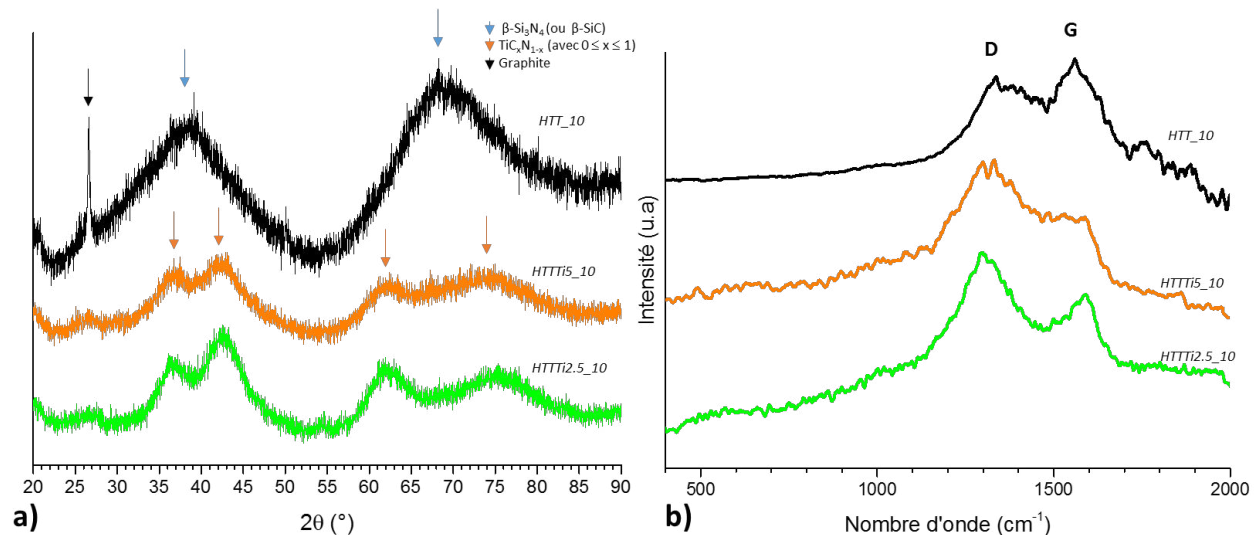 β-Si₃N₄ (ou β-SiC)
TiCₓN₁₋ₓ (avec 0 ≤ x ≤ 1)
Graphite
HTT_10
HTTTi5_10
HTTTi2.5_10
20 25 30 35 40 45 50 55 60 65 70 75 80 85 90
2θ (°)
a)
D
G
HTT_10
HTTTi5_10
HTTTi2.5_10
Intensité (u.a)
500 1000 1500 2000
Nombre d'onde (cm⁻¹)
b)